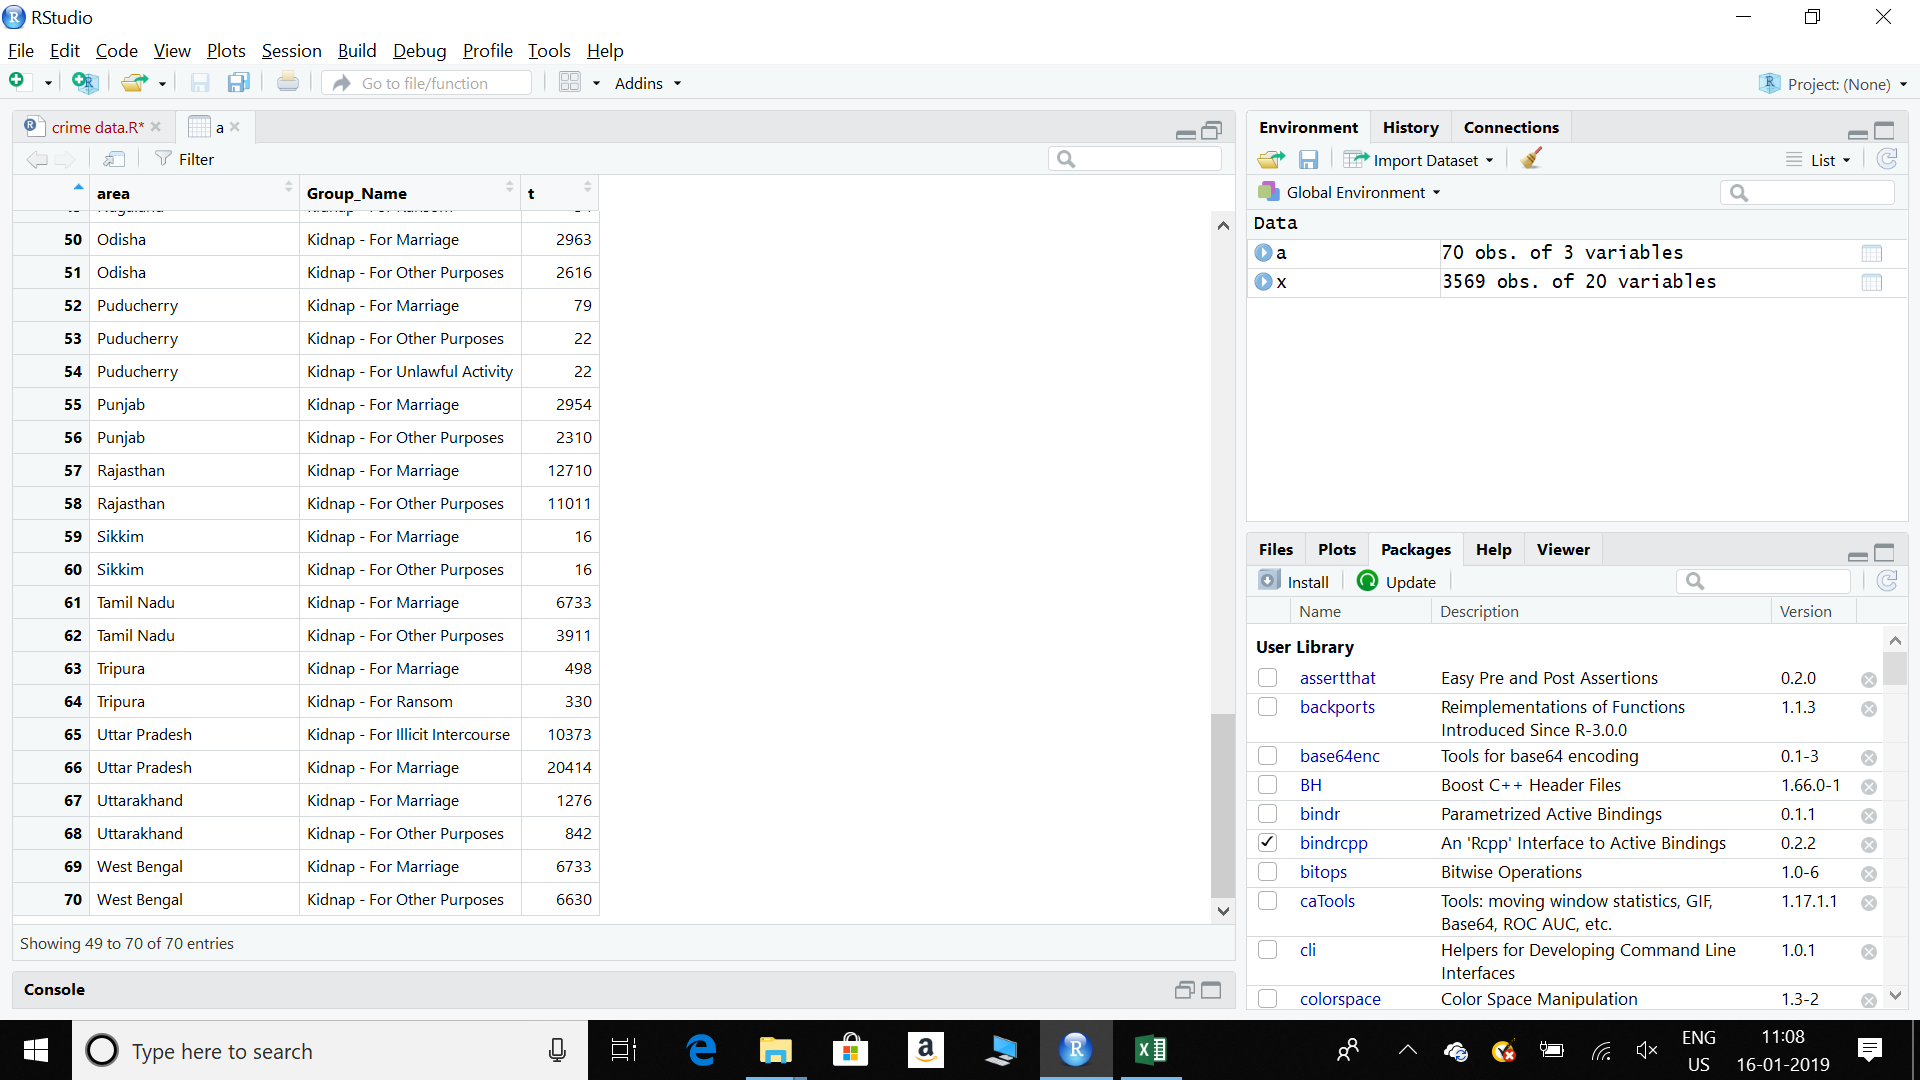 RStudio
File Edit Code View Plots Session Build Debug Profile Tools Help
Go to file/function Addins Project: (None)
crime data.R* a
Filter
area Group_Name t
50 Odisha Kidnap - For Marriage 2963
51 Odisha Kidnap - For Other Purposes 2616
52 Puducherry Kidnap - For Marriage 79
53 Puducherry Kidnap - For Other Purposes 22
54 Puducherry Kidnap - For Unlawful Activity 22
55 Punjab Kidnap - For Marriage 2954
56 Punjab Kidnap - For Other Purposes 2310
57 Rajasthan Kidnap - For Marriage 12710
58 Rajasthan Kidnap - For Other Purposes 11011
59 Sikkim Kidnap - For Marriage 16
60 Sikkim Kidnap - For Other Purposes 16
61 Tamil Nadu Kidnap - For Marriage 6733
62 Tamil Nadu Kidnap - For Other Purposes 3911
63 Tripura Kidnap - For Marriage 498
64 Tripura Kidnap - For Ransom 330
65 Uttar Pradesh Kidnap - For Illicit Intercourse 10373
66 Uttar Pradesh Kidnap - For Marriage 20414
67 Uttarakhand Kidnap - For Marriage 1276
68 Uttarakhand Kidnap - For Other Purposes 842
69 West Bengal Kidnap - For Marriage 6733
70 West Bengal Kidnap - For Other Purposes 6630
Showing 49 to 70 of 70 entries
Console
Environment History Connections
Import Dataset List
Global Environment
Data
a 70 obs. of 3 variables
x 3569 obs. of 20 variables
Files Plots Packages Help Viewer
Install Update
Name Description Version
User Library
assertthat Easy Pre and Post Assertions 0.2.0
backports Reimplementations of Functions 1.1.3
Introduced Since R-3.0.0
base64enc Tools for base64 encoding 0.1-3
BH Boost C++ Header Files 1.66.0-1
bindr Parametrized Active Bindings 0.1.1
bindrcpp An 'Rcpp' Interface to Active Bindings 0.2.2
bitops Bitwise Operations 1.0-6
caTools Tools: moving window statistics, GIF, 1.17.1.1
Base64, ROC AUC, etc.
cli Helpers for Developing Command Line 1.0.1
Interfaces
colorspace Color Space Manipulation 1.3-2
Type here to search
ENG
US
11:08
16-01-2019